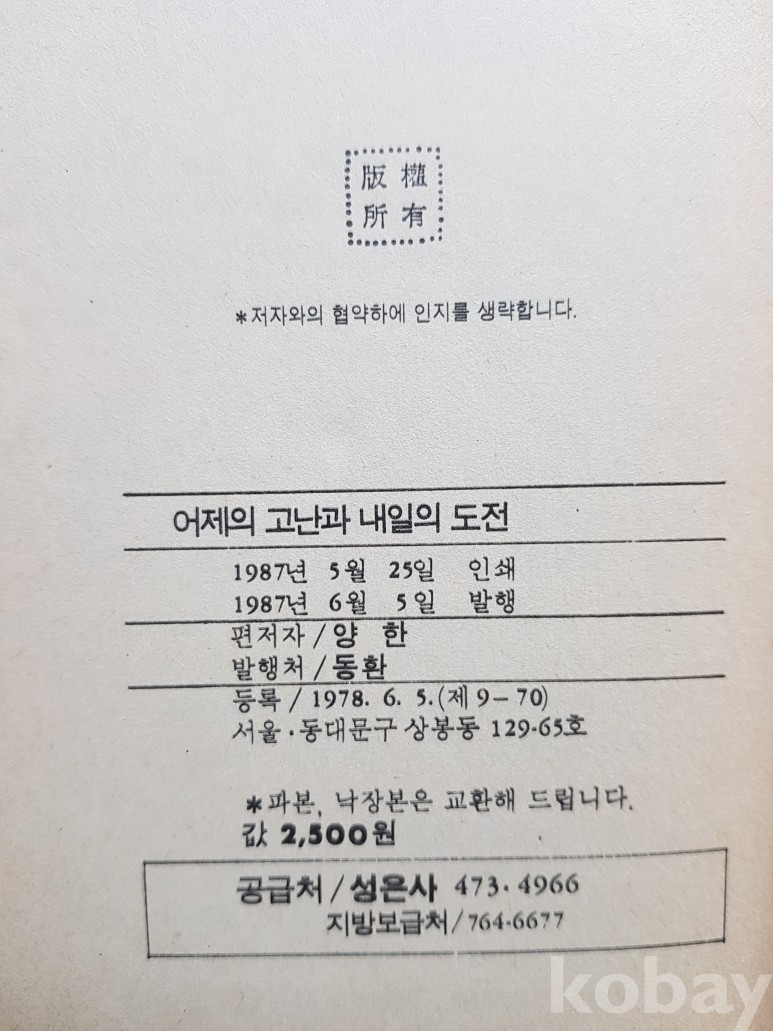 版權
所有
*저자와의 협약하에 인지를 생략합니다.
어제의 고난과 내일의 도전
1987년 5월 25일 인쇄
1987년 6월 5일 발행
편저자/양 한
발행처/동환
등록/1978. 6. 5.(제9-70)
서울·동대문구 상봉동 129·65호
*파본, 낙장본은 교환해 드립니다.
값 2,500원
공급처/성은사 473·4966
지방보급처/764·6677
kobay